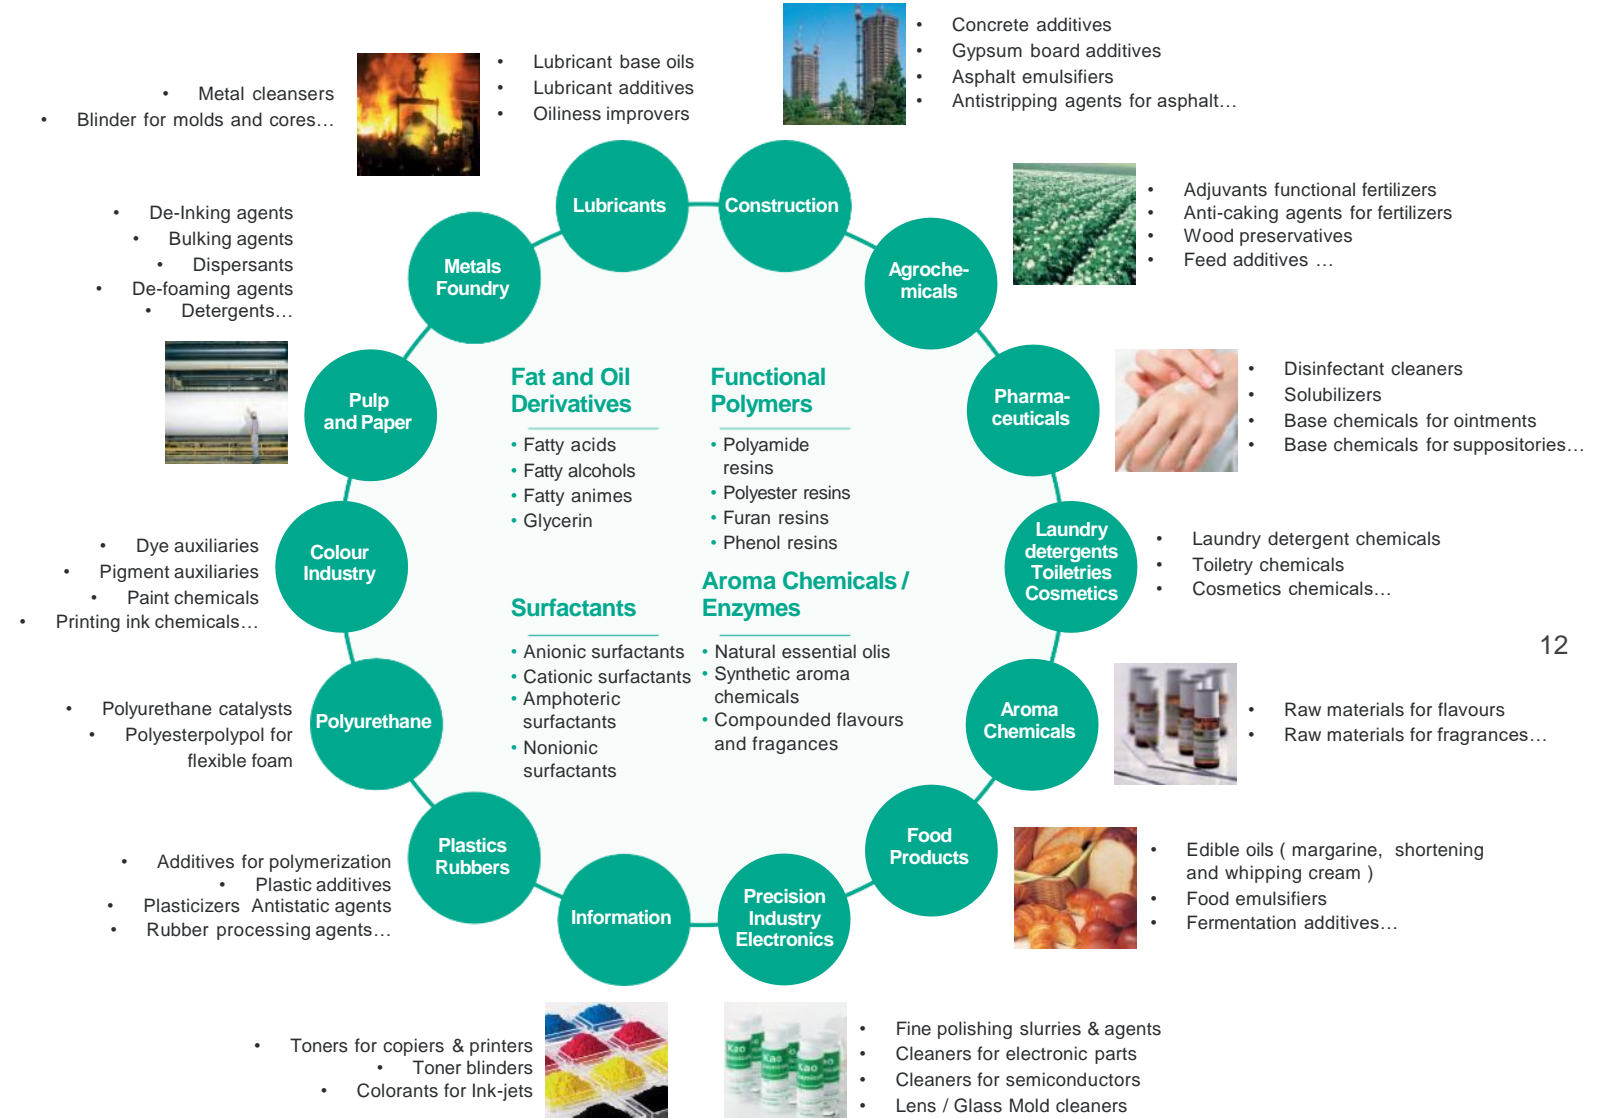 • Concrete additives
• Gypsum board additives
• Asphalt emulsifiers
• Antistripping agents for asphalt…
• Lubricant base oils
• Lubricant additives
• Oiliness improvers
• Metal cleansers
• Blinder for molds and cores…
Lubricants
Construction
• Adjuvants functional fertilizers
• Anti-caking agents for fertilizers
• Wood preservatives
• Feed additives …
• De-Inking agents
• Bulking agents
• Dispersants
• De-foaming agents
• Detergents…
Metals
Foundry
Agroche-
micals
Pulp
and Paper
Pharma-
ceuticals
• Disinfectant cleaners
• Solubilizers
• Base chemicals for ointments
• Base chemicals for suppositories…
Fat and Oil
Derivatives
• Fatty acids
• Fatty alcohols
• Fatty animes
• Glycerin
Functional
Polymers
• Polyamide
resins
• Polyester resins
• Furan resins
• Phenol resins
• Dye auxiliaries
• Pigment auxiliaries
• Paint chemicals
• Printing ink chemicals…
Colour
Industry
Laundry
detergents
Toiletries
Cosmetics
• Laundry detergent chemicals
• Toiletry chemicals
• Cosmetics chemicals…
Surfactants
• Anionic surfactants
• Cationic surfactants
• Amphoteric
surfactants
• Nonionic
surfactants
Aroma Chemicals /
Enzymes
• Natural essential olis
• Synthetic aroma
chemicals
• Compounded flavours
and fragances
12
• Polyurethane catalysts
• Polyesterpolypol for
flexible foam
Polyurethane
Aroma
Chemicals
• Raw materials for flavours
• Raw materials for fragrances…
• Additives for polymerization
• Plastic additives
• Plasticizers Antistatic agents
• Rubber processing agents…
Plastics
Rubbers
Food
Products
• Edible oils ( margarine, shortening
and whipping cream )
• Food emulsifiers
• Fermentation additives…
Information
Precision
Industry
Electronics
• Toners for copiers & printers
• Toner blinders
• Colorants for Ink-jets
Kao
Kao
• Fine polishing slurries & agents
• Cleaners for electronic parts
• Cleaners for semiconductors
• Lens / Glass Mold cleaners